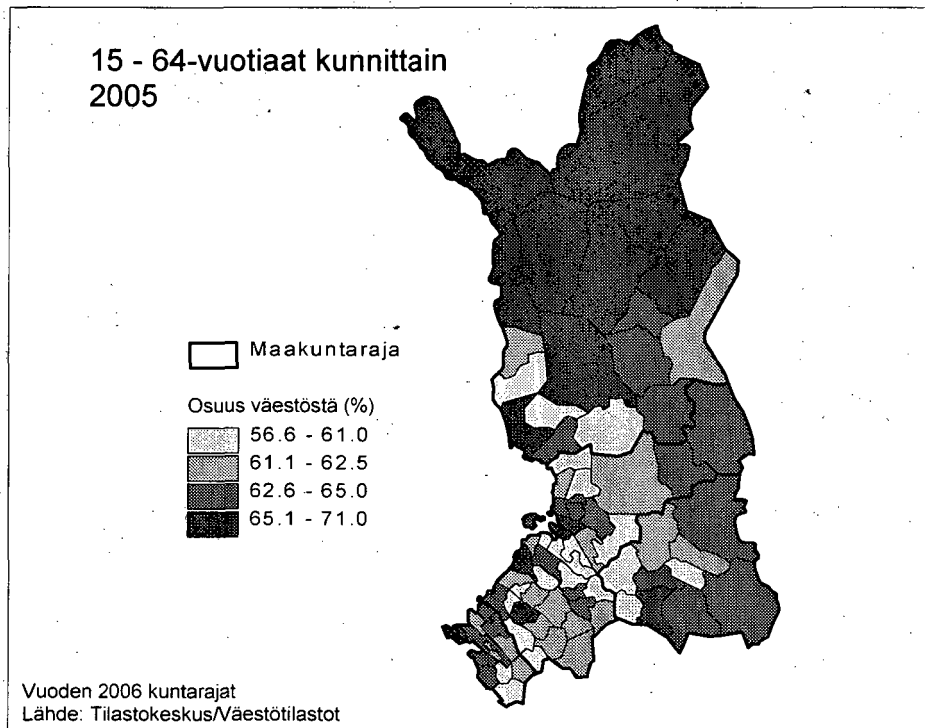 15 - 64-vuotiaat kunnittain
2005
Maakuntaraja
Osuus väestöstä (%)
56.6 - 61.0
61.1 - 62.5
62.6 - 65.0
65.1 - 71.0
Vuoden 2006 kuntarajat
Lähde: Tilastokeskus/Väestötilastot